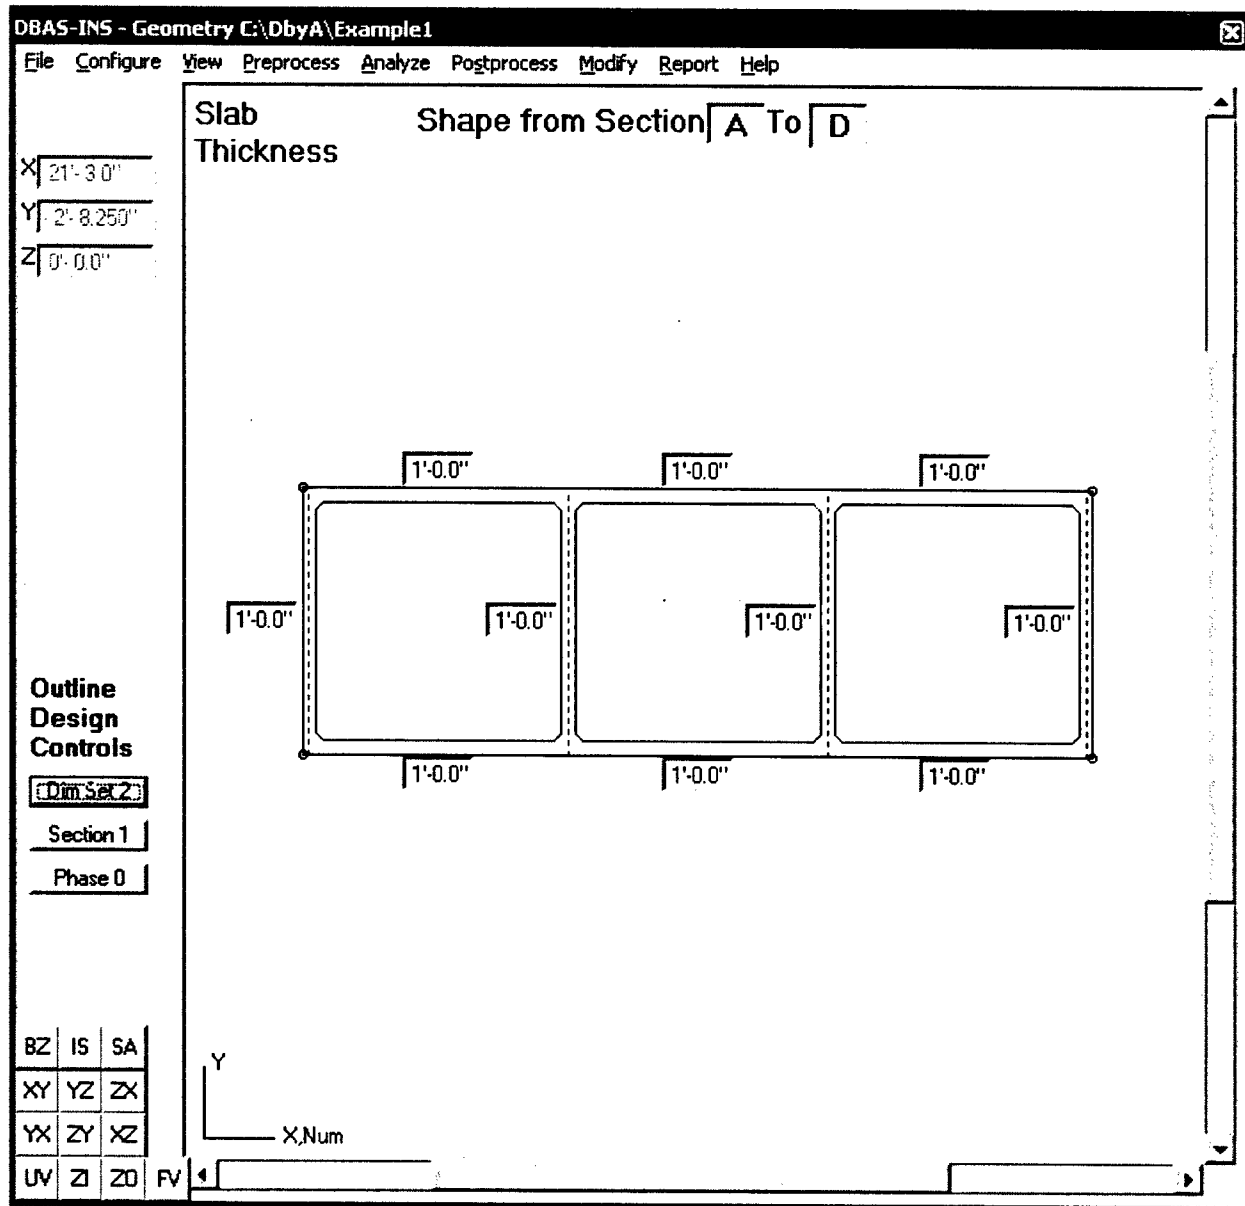 DBAS-INS - Geometry C:\DbyA\Example1
File Configure View Preprocess Analyze Postprocess Modify Report Help
Slab
Thickness
Shape from Section A To D
X 21'- 3.0"
Y - 2'- 8.250"
Z 0'- 0.0"
1'-0.0" 1'-0.0" 1'-0.0"
1'-0.0" 1'-0.0" 1'-0.0" 1'-0.0"
1'-0.0" 1'-0.0" 1'-0.0"
Outline
Design
Controls
Dim Set 2
Section 1
Phase 0
BZ IS SA
XY YZ ZX
YX ZY XZ
UV ZI ZO FV
Y
X,Num